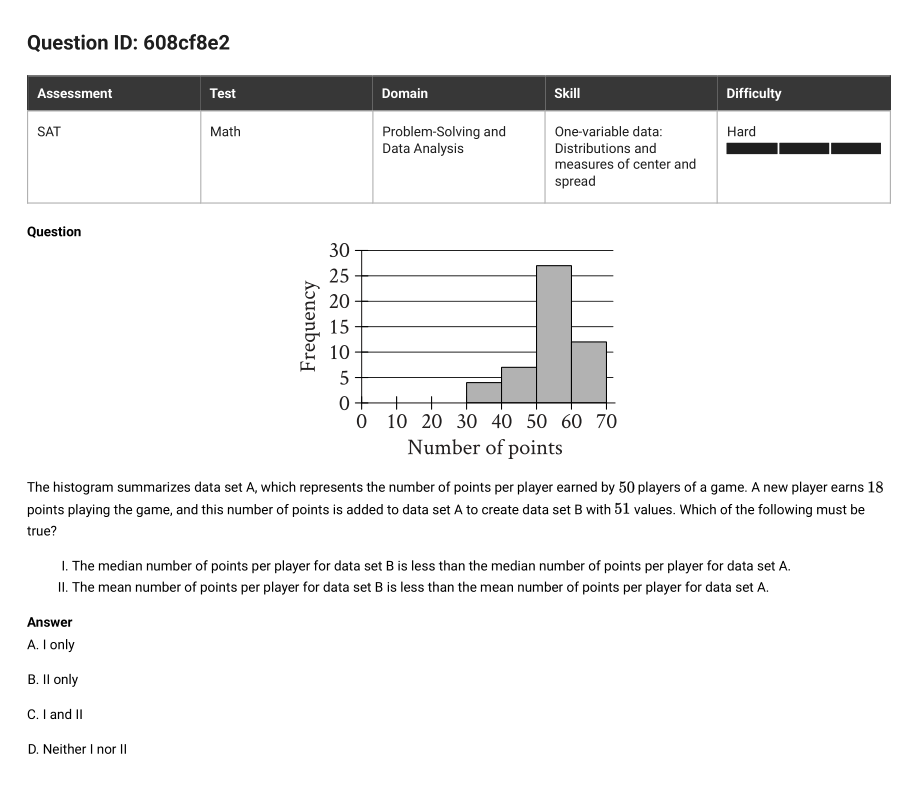 Question ID: 608cf8e2
Assessment Test Domain Skill Difficulty
SAT Math Problem-Solving and Data Analysis One-variable data: Distributions and measures of center and spread Hard
Question
30
25
20
15
10
5
0
Frequency
0 10 20 30 40 50 60 70
Number of points
The histogram summarizes data set A, which represents the number of points per player earned by 50 players of a game. A new player earns 18
points playing the game, and this number of points is added to data set A to create data set B with 51 values. Which of the following must be
true?
I. The median number of points per player for data set B is less than the median number of points per player for data set A.
II. The mean number of points per player for data set B is less than the mean number of points per player for data set A.
Answer
A. I only
B. II only
C. I and II
D. Neither I nor II